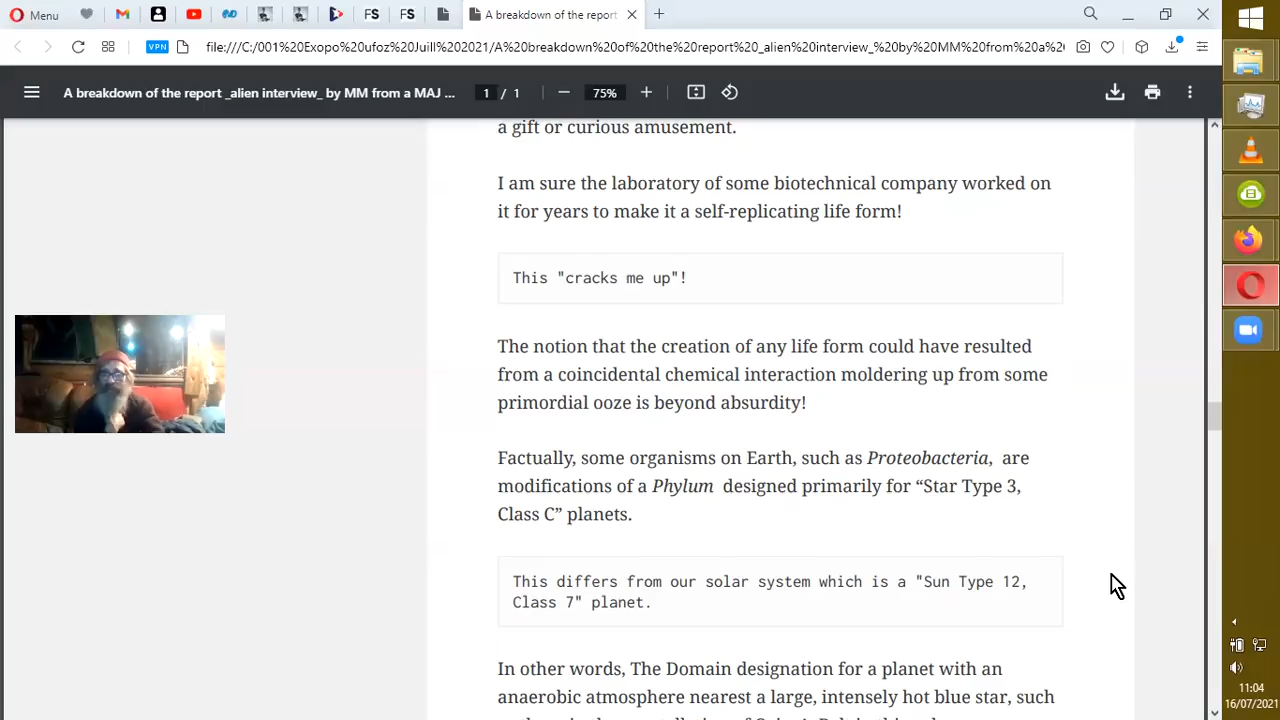 Menu
FS
FS
A breakdown of the report
VPN
file:///C:/001%20Exopo%20ufoz%20Juill%202021/A%20breakdown%20of%20the%20report%20_alien%20interview_%20by%20MM%20from%20a%20
A breakdown of the report _alien interview_ by MM from a MAJ ...
1 / 1
75%
a gift or curious amusement.
I am sure the laboratory of some biotechnical company worked on
it for years to make it a self-replicating life form!
This "cracks me up"!
The notion that the creation of any life form could have resulted
from a coincidental chemical interaction moldering up from some
primordial ooze is beyond absurdity!
Factually, some organisms on Earth, such as Proteobacteria, are
modifications of a Phylum designed primarily for “Star Type 3,
Class C” planets.
This differs from our solar system which is a "Sun Type 12,
Class 7" planet.
In other words, The Domain designation for a planet with an
anaerobic atmosphere nearest a large, intensely hot blue star, such
11:04
16/07/2021